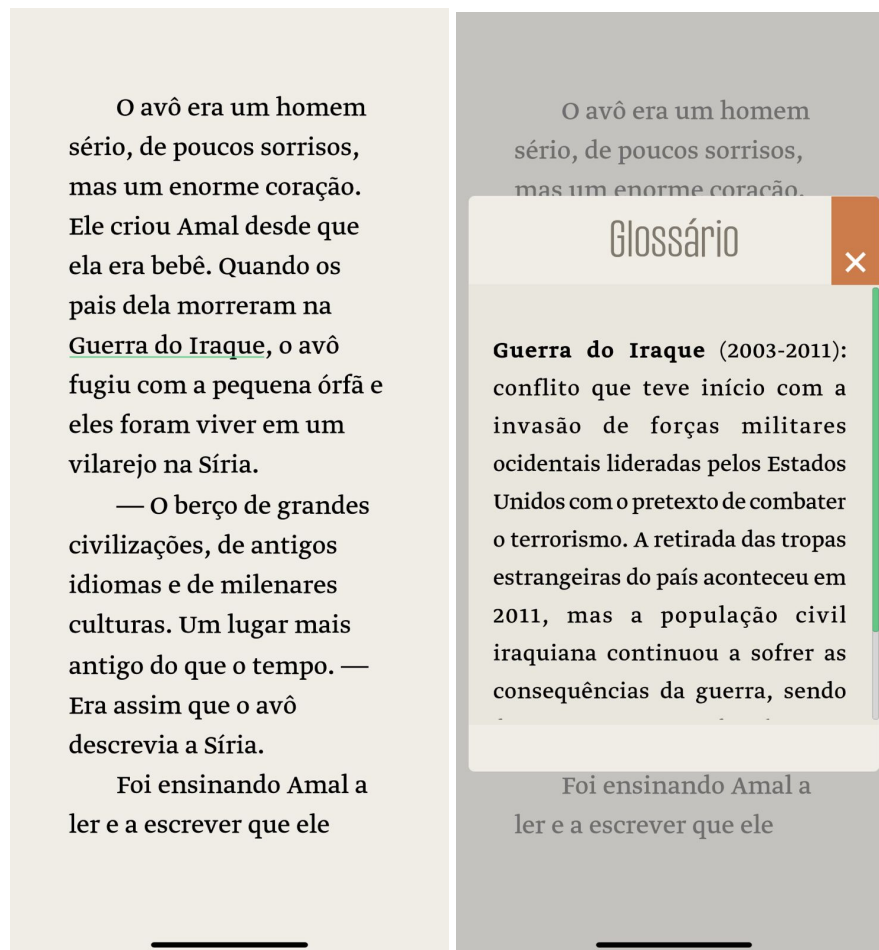 O avô era um homem
sério, de poucos sorrisos,
mas um enorme coração.
Ele criou Amal desde que
ela era bebê. Quando os
pais dela morreram na
Guerra do Iraque, o avô
fugiu com a pequena órfã e
eles foram viver em um
vilarejo na Síria.
— O berço de grandes
civilizações, de antigos
idiomas e de milenares
culturas. Um lugar mais
antigo do que o tempo. —
Era assim que o avô
descrevia a Síria.
Foi ensinando Amal a
ler e a escrever que ele
O avô era um homem
sério, de poucos sorrisos,
mas um enorme coração.
Glossário
Guerra do Iraque (2003-2011):
conflito que teve início com a
invasão de forças militares
ocidentais lideradas pelos Estados
Unidos com o pretexto de combater
o terrorismo. A retirada das tropas
estrangeiras do país aconteceu em
2011, mas a população civil
iraquiana continuou a sofrer as
consequências da guerra, sendo
Foi ensinando Amal a
ler e a escrever que ele